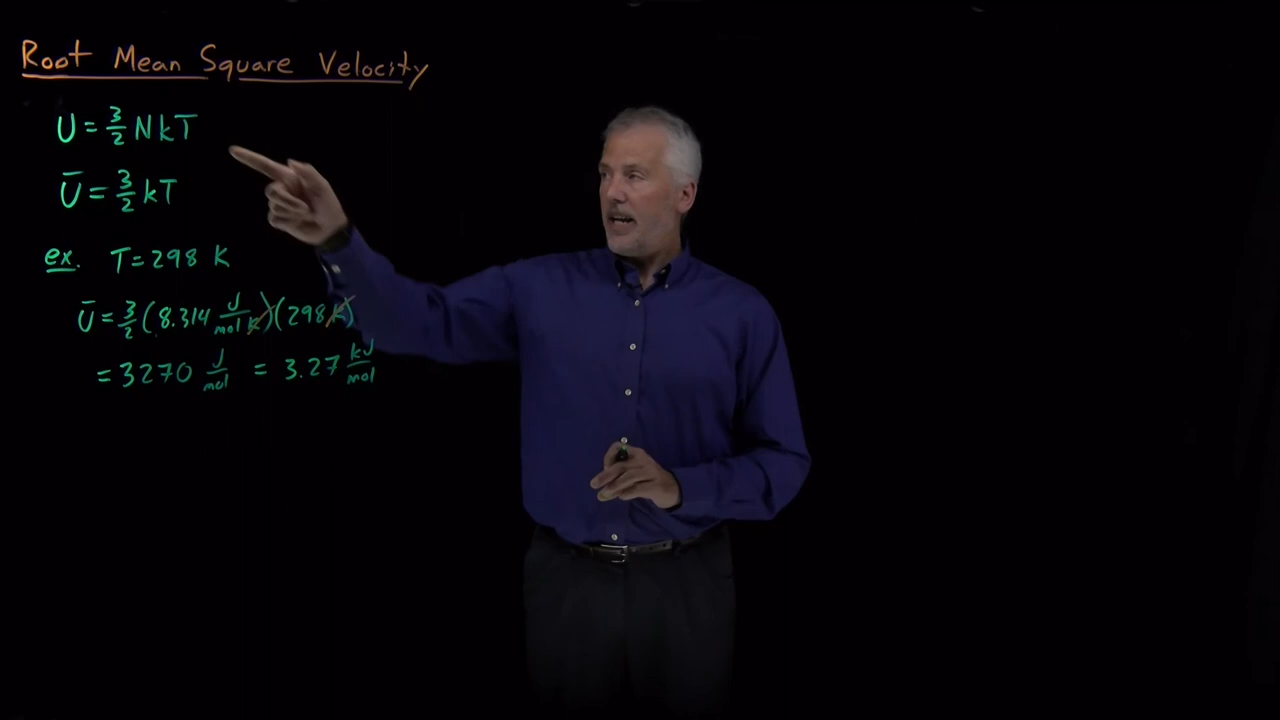 Root Mean Square Velocity
U = 3/2 NkT
Ū = 3/2 kT
ex. T = 298 K
Ū = 3/2 (8.314 J/mol K)(298 K)
= 3270 J/mol = 3.27 kJ/mol